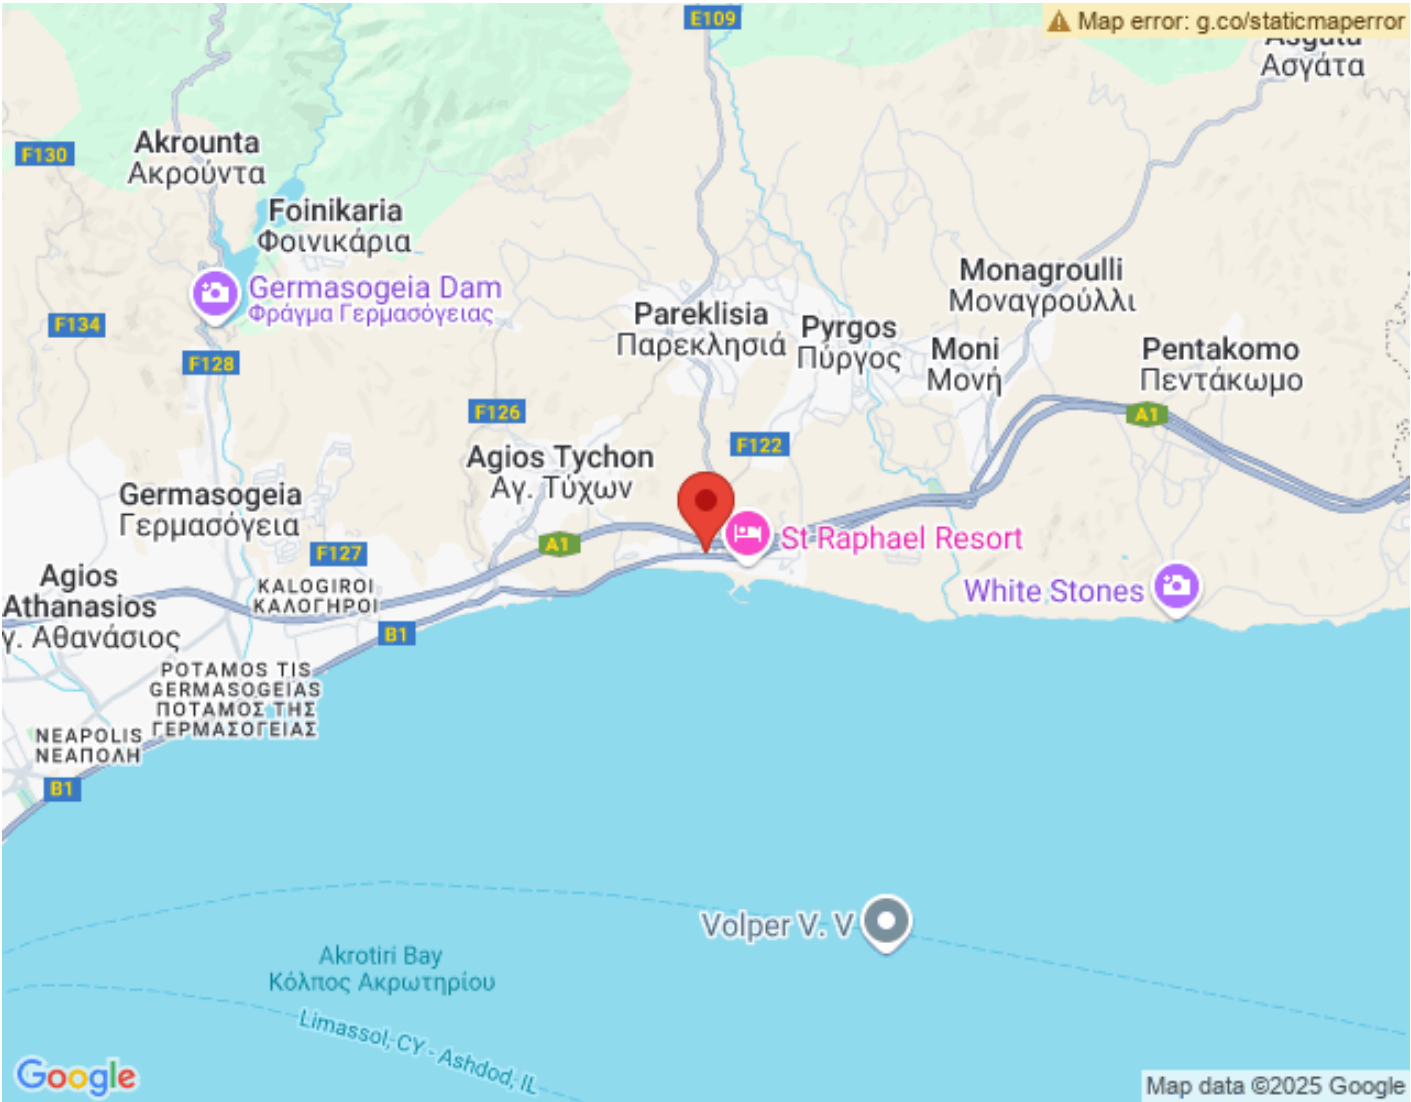 E109
Map error: g.co/staticmaperror
Ασγάτα
Akrounta
Ακρούντα
F130
Foinikaria
Φοινικάρια
Germasogeia Dam
Φράγμα Γερμασόγειας
Monagroulli
Μοναγρούλλι
F134
Pareklisia
Παρεκλησιά
Pyrgos
Πύργος
Moni
Μονή
Pentakomo
Πεντάκωμο
F128
F126
A1
F122
Agios Tychon
Αγ. Τύχων
Germasogeia
Γερμασόγεια
F127
A1
St Raphael Resort
Agios
Athanasios
γ. Αθανάσιος
KALOGIROI
ΚΑΛΟΓΗΡΟΙ
White Stones
B1
POTAMOS TIS
GERMASOGEIAS
ΠΟΤΑΜΟΣ ΤΗΣ
ΓΕΡΜΑΣΟΓΕΙΑΣ
NEAPOLIS
ΝΕΑΠΟΛΗ
B1
Volper V. V
Akrotiri Bay
Κόλπος Ακρωτηρίου
Limassol, CY - Ashdod, IL
Google
Map data ©2025 Google